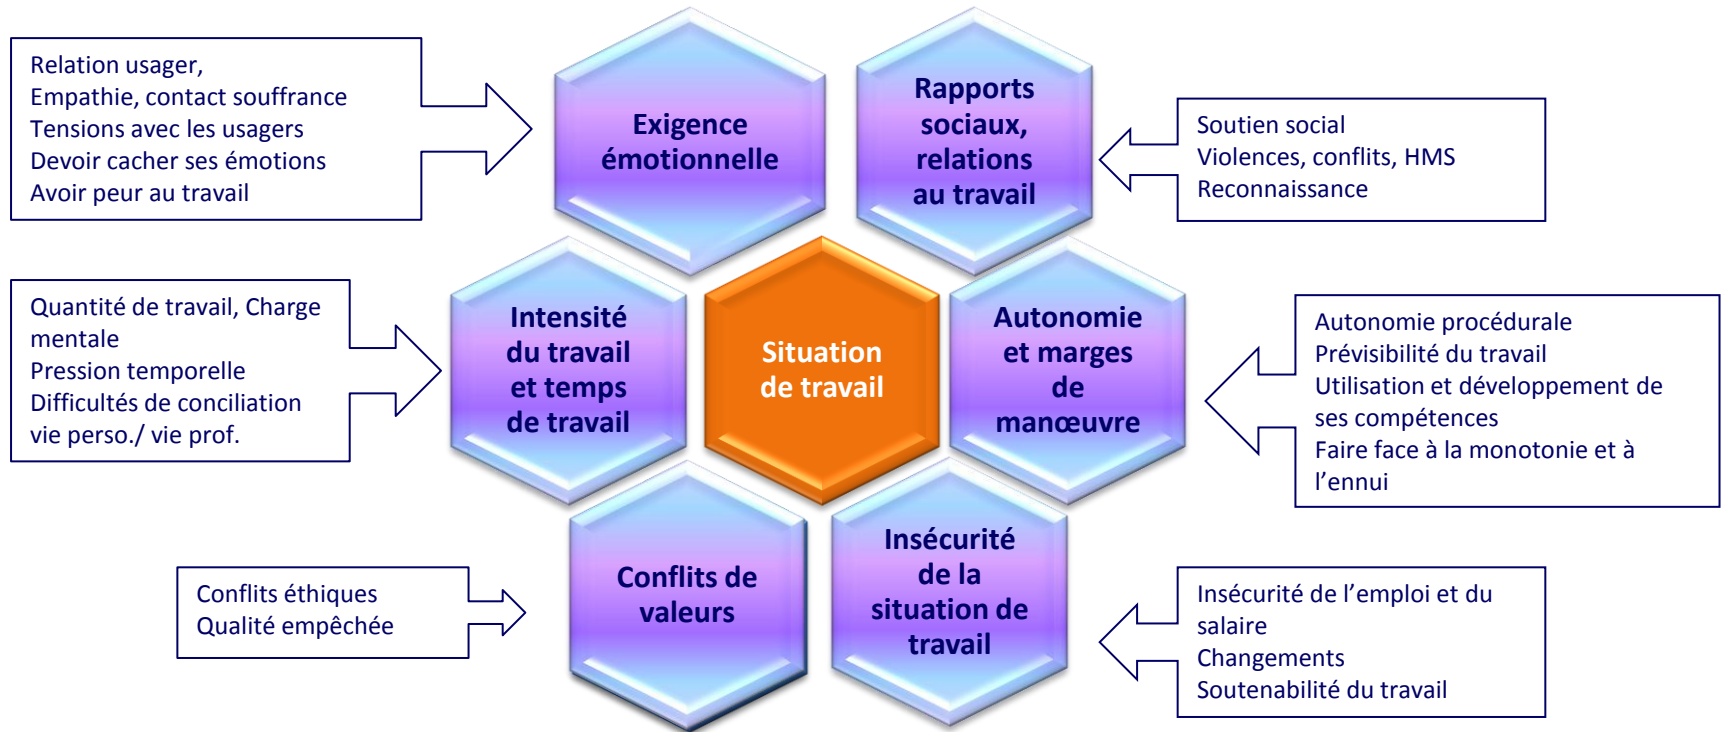 Relation usager,
Empathie, contact souffrance
Tensions avec les usagers
Devoir cacher ses émotions
Avoir peur au travail
Exigence
émotionnelle
Rapports
sociaux,
relations
au travail
Soutien social
Violences, conflits, HMS
Reconnaissance
Quantité de travail, Charge
mentale
Pression temporelle
Difficultés de conciliation
vie perso./ vie prof.
Intensité
du travail
et temps
de travail
Situation
de travail
Autonomie
et marges
de
manœuvre
Autonomie procédurale
Prévisibilité du travail
Utilisation et développement de
ses compétences
Faire face à la monotonie et à
l’ennui
Conflits éthiques
Qualité empêchée
Conflits de
valeurs
Insécurité
de la
situation de
travail
Insécurité de l’emploi et du
salaire
Changements
Soutenabilité du travail